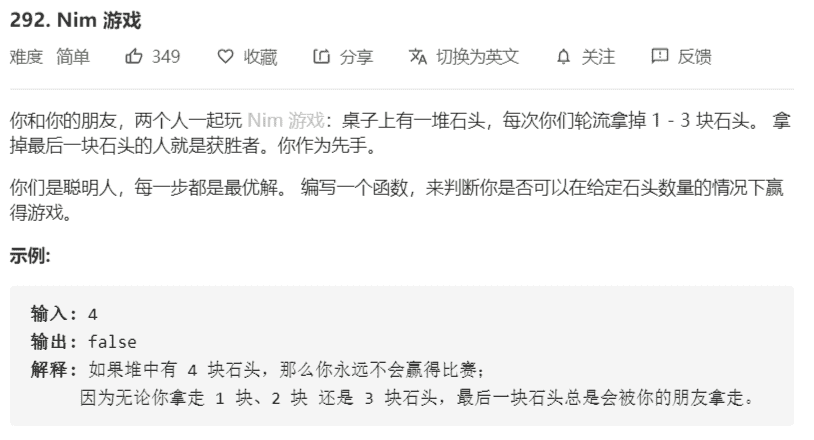 292. Nim 游戏
难度 简单 349 收藏 分享 切换为英文 关注 反馈
你和你的朋友，两个人一起玩 Nim 游戏：桌子上有一堆石头，每次你们轮流拿掉 1 - 3 块石头。 拿
掉最后一块石头的人就是获胜者。你作为先手。
你们是聪明人，每一步都是最优解。 编写一个函数，来判断你是否可以在给定石头数量的情况下赢
得游戏。
示例:
输入: 4
输出: false
解释: 如果堆中有 4 块石头，那么你永远不会赢得比赛；
因为无论你拿走 1 块、2 块 还是 3 块石头，最后一块石头总是会被你的朋友拿走。